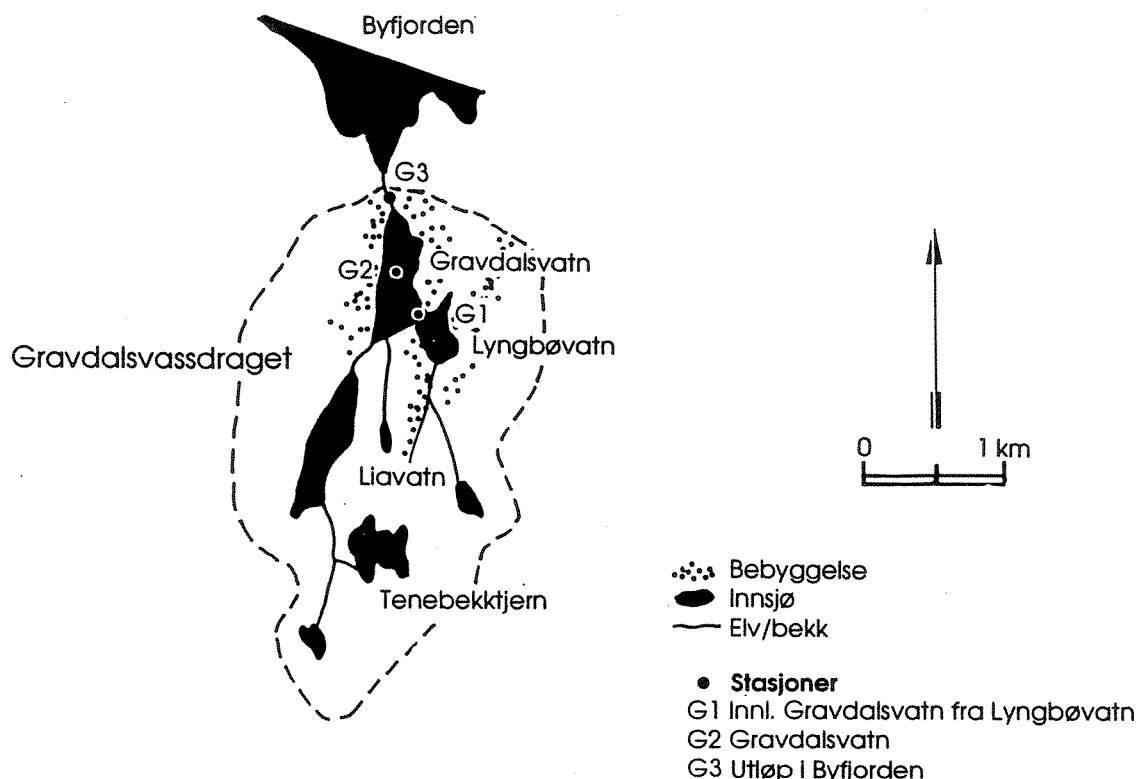 Byfjorden
G3
G2
Gravdalsvatn
G1
Lyngbøvatn
Gravdalsvassdraget
Liavatn
Tenebekktjern
0 1 km
Bebyggelse
Innsjø
Elv/bekk
Stasjoner
G1 Innl. Gravdalsvatn fra Lyngbøvatn
G2 Gravdalsvatn
G3 Utløp i Byfjorden